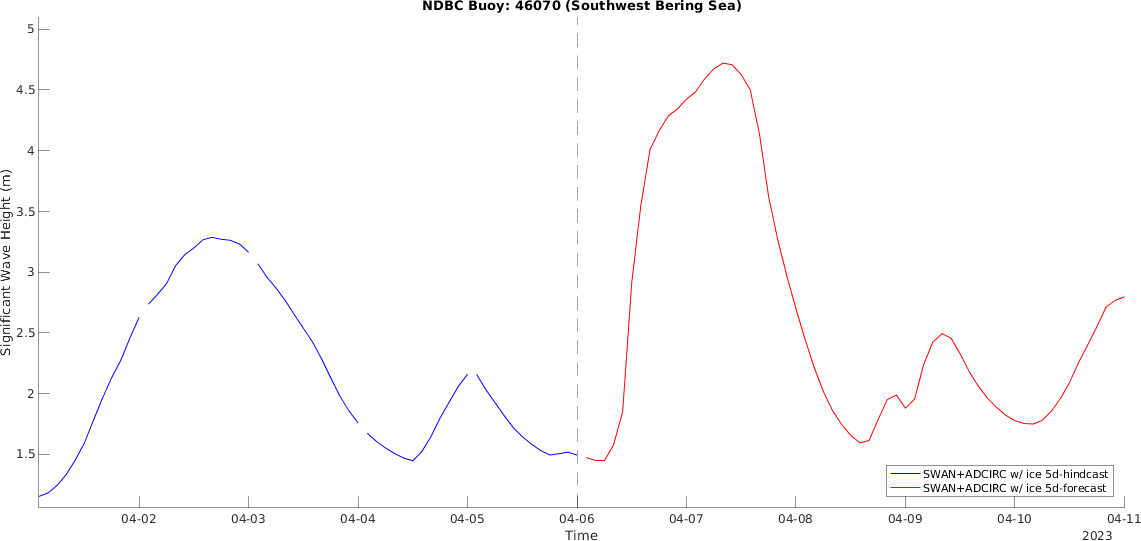 NDBC Buoy: 46070 (Southwest Bering Sea)
5
4.5
4
3.5
3
2.5
2
1.5
Significant Wave Height (m)
SWAN+ADCIRC w/ ice 5d-hindcast
SWAN+ADCIRC w/ ice 5d-forecast
04-02 04-03 04-04 04-05 04-06 04-07 04-08 04-09 04-10 04-11
Time
2023